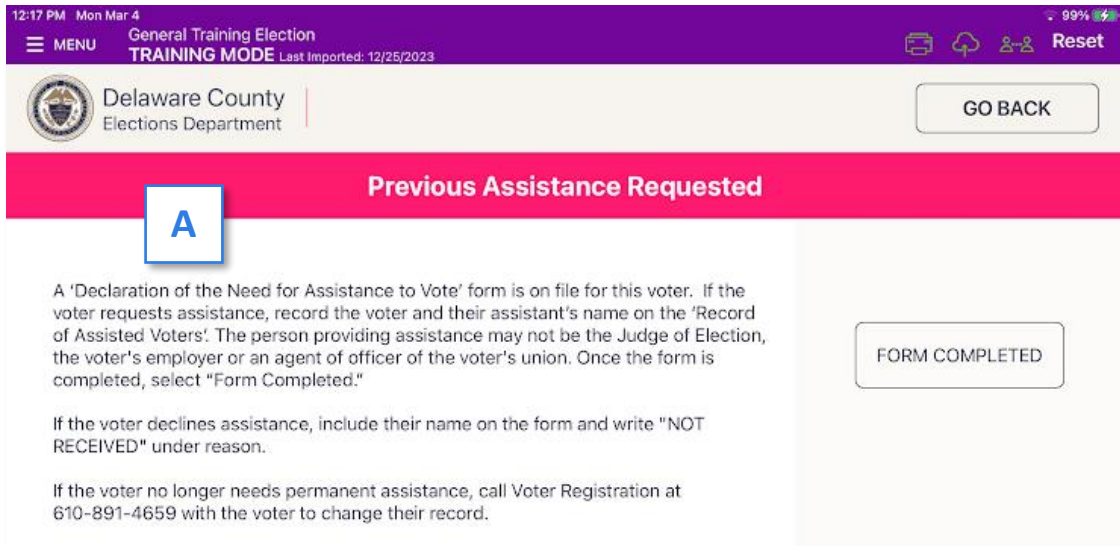 12:17 PM Mon Mar 4
99%
MENU
General Training Election
TRAINING MODE Last Imported: 12/25/2023
Reset
Delaware County
Elections Department
GO BACK
Previous Assistance Requested
A
A 'Declaration of the Need for Assistance to Vote' form is on file for this voter. If the
voter requests assistance, record the voter and their assistant's name on the 'Record
of Assisted Voters'. The person providing assistance may not be the Judge of Election,
the voter's employer or an agent of officer of the voter's union. Once the form is
completed, select "Form Completed."
If the voter declines assistance, include their name on the form and write "NOT
RECEIVED" under reason.
If the voter no longer needs permanent assistance, call Voter Registration at
610-891-4659 with the voter to change their record.
FORM COMPLETED